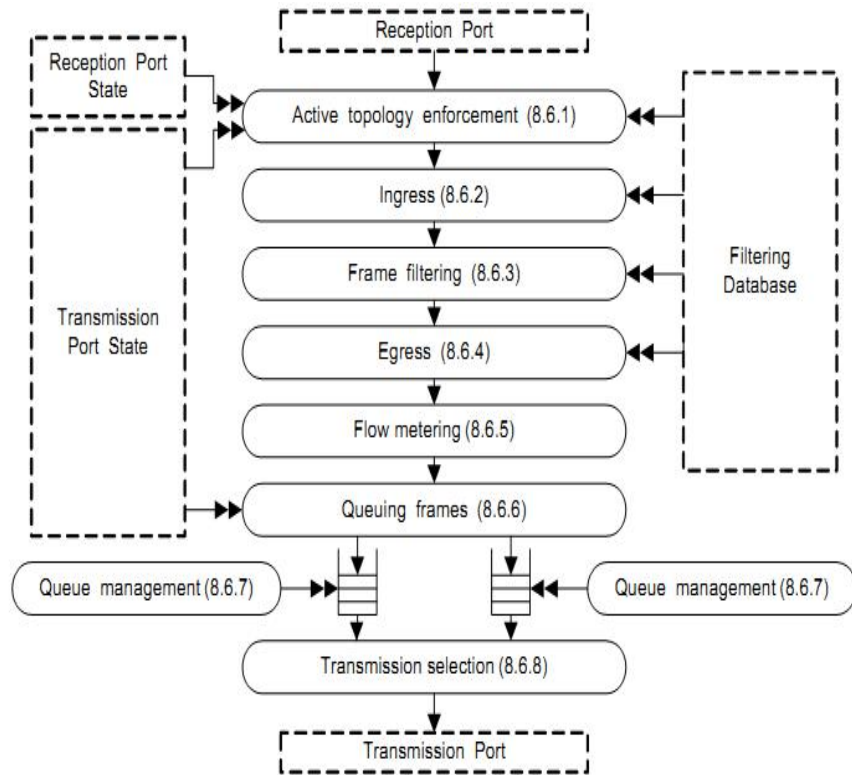 Reception Port
Reception Port
State
Active topology enforcement (8.6.1)
Ingress (8.6.2)
Frame filtering (8.6.3)
Filtering
Database
Transmission
Port State
Egress (8.6.4)
Flow metering (8.6.5)
Queuing frames (8.6.6)
Queue management (8.6.7)
Queue management (8.6.7)
Transmission selection (8.6.8)
Transmission Port